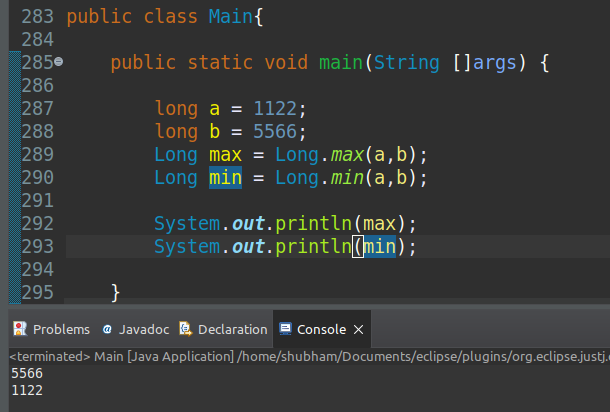 283 public class Main{
284
285 public static void main(String []args) {
286
287 long a = 1122;
288 long b = 5566;
289 Long max = Long.max(a,b);
290 Long min = Long.min(a,b);
291
292 System.out.println(max);
293 System.out.println(min);
294
295 }
Problems @ Javadoc Declaration Console
<terminated> Main [Java Application] /home/shubham/Documents/eclipse/plugins/org.eclipse.justj.
5566
1122